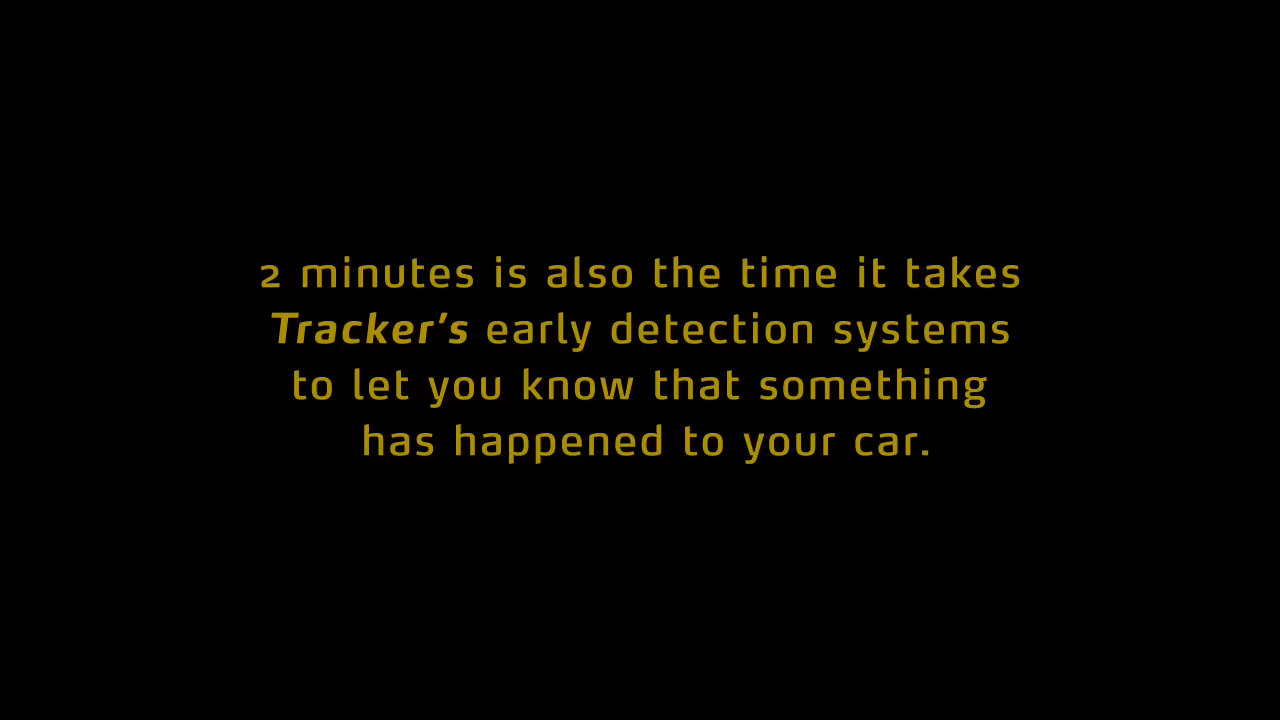 2 minutes is also the time it takes
Tracker’s early detection systems
to let you know that something
has happened to your car.